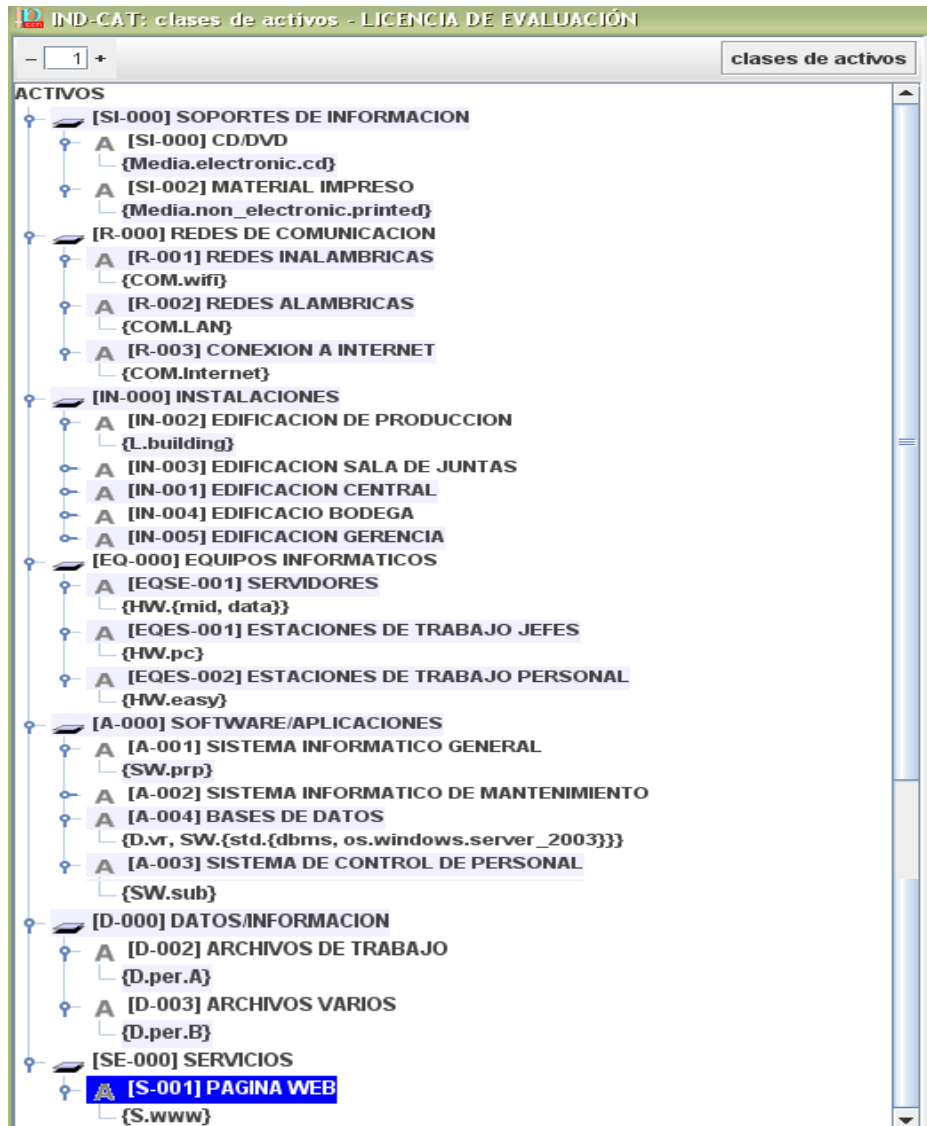 IND-CAT: clases de activos - LICENCIA DE EVALUACIÓN
– 1 + clases de activos
ACTIVOS
[SI-000] SOPORTES DE INFORMACION
A [SI-000] CD/DVD
{Media.electronic.cd}
A [SI-002] MATERIAL IMPRESO
{Media.non_electronic.printed}
[R-000] REDES DE COMUNICACION
A [R-001] REDES INALAMBRICAS
{COM.wifi}
A [R-002] REDES ALAMBRICAS
{COM.LAN}
A [R-003] CONEXION A INTERNET
{COM.Internet}
[IN-000] INSTALACIONES
A [IN-002] EDIFICACION DE PRODUCCION
{L.building}
A [IN-003] EDIFICACION SALA DE JUNTAS
A [IN-001] EDIFICACION CENTRAL
A [IN-004] EDIFICACIO BODEGA
A [IN-005] EDIFICACION GERENCIA
[EQ-000] EQUIPOS INFORMATICOS
A [EQSE-001] SERVIDORES
{HW.{mid, data}}
A [EQES-001] ESTACIONES DE TRABAJO JEFES
{HW.pc}
A [EQES-002] ESTACIONES DE TRABAJO PERSONAL
{HW.easy}
[A-000] SOFTWARE/APLICACIONES
A [A-001] SISTEMA INFORMATICO GENERAL
{SW.prp}
A [A-002] SISTEMA INFORMATICO DE MANTENIMIENTO
A [A-004] BASES DE DATOS
{D.vr, SW.{std.{dbms, os.windows.server_2003}}}
A [A-003] SISTEMA DE CONTROL DE PERSONAL
{SW.sub}
[D-000] DATOS/INFORMACION
A [D-002] ARCHIVOS DE TRABAJO
{D.per.A}
A [D-003] ARCHIVOS VARIOS
{D.per.B}
[SE-000] SERVICIOS
A [S-001] PAGINA WEB
{S.www}